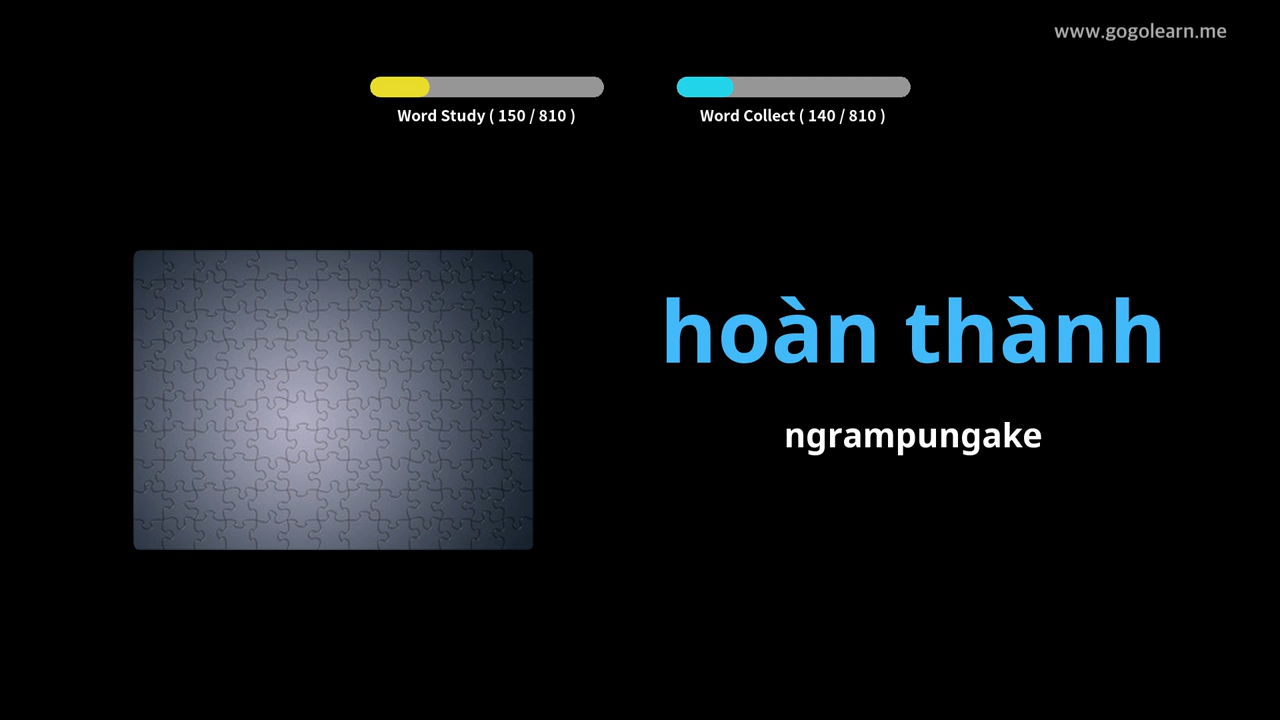 www.gogolearn.me
Word Study ( 150 / 810 )
Word Collect ( 140 / 810 )
hoàn thành
ngrampungake